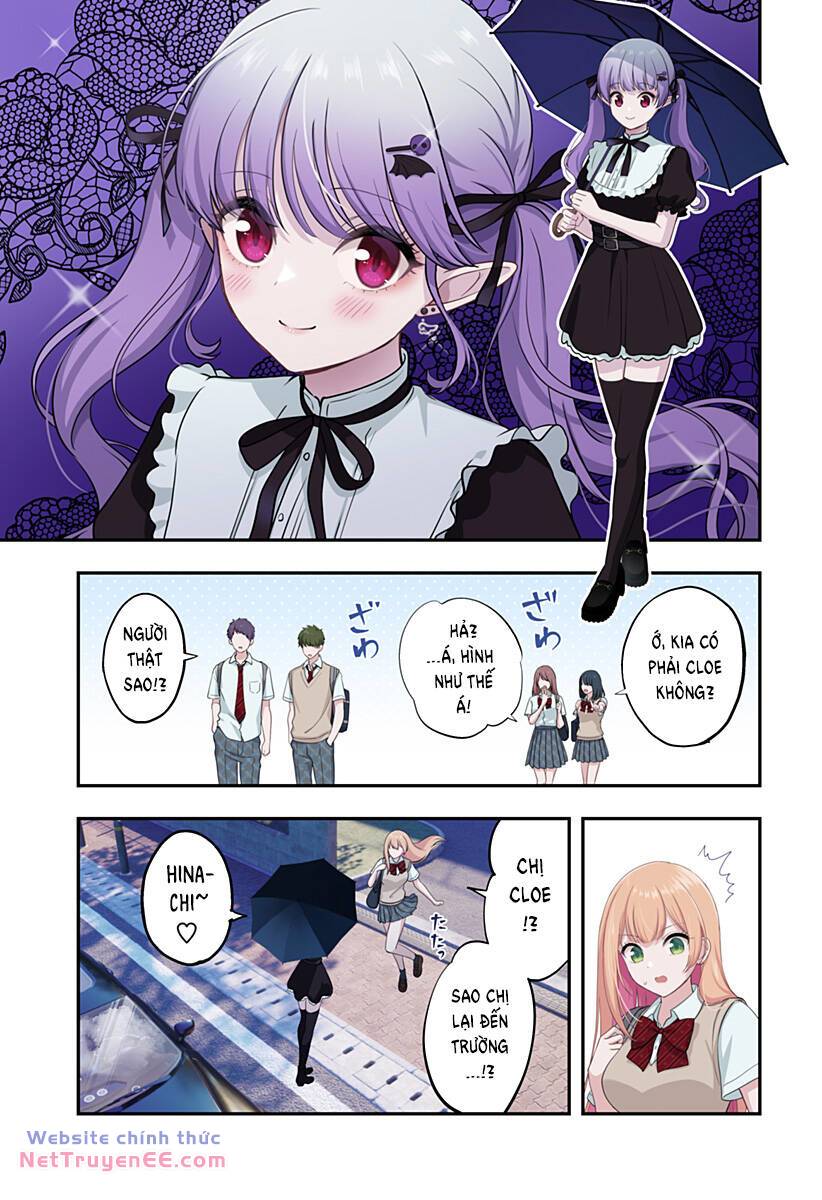 Ớ, KIA CÓ
PHẢI CLOE
KHÔNG?
ざわ
HẢ?
...Á, HÌNH
NHƯ THẾ
Á!
ざわ
NGƯỜI
THẬT
SAO!?
CHỊ
CLOE
!?
SAO CHỊ
LẠI ĐẾN
TRƯỜNG
...!?
たたっ
HINA-
CHI~
♡
Website chính thức
NetTruyenEE.com